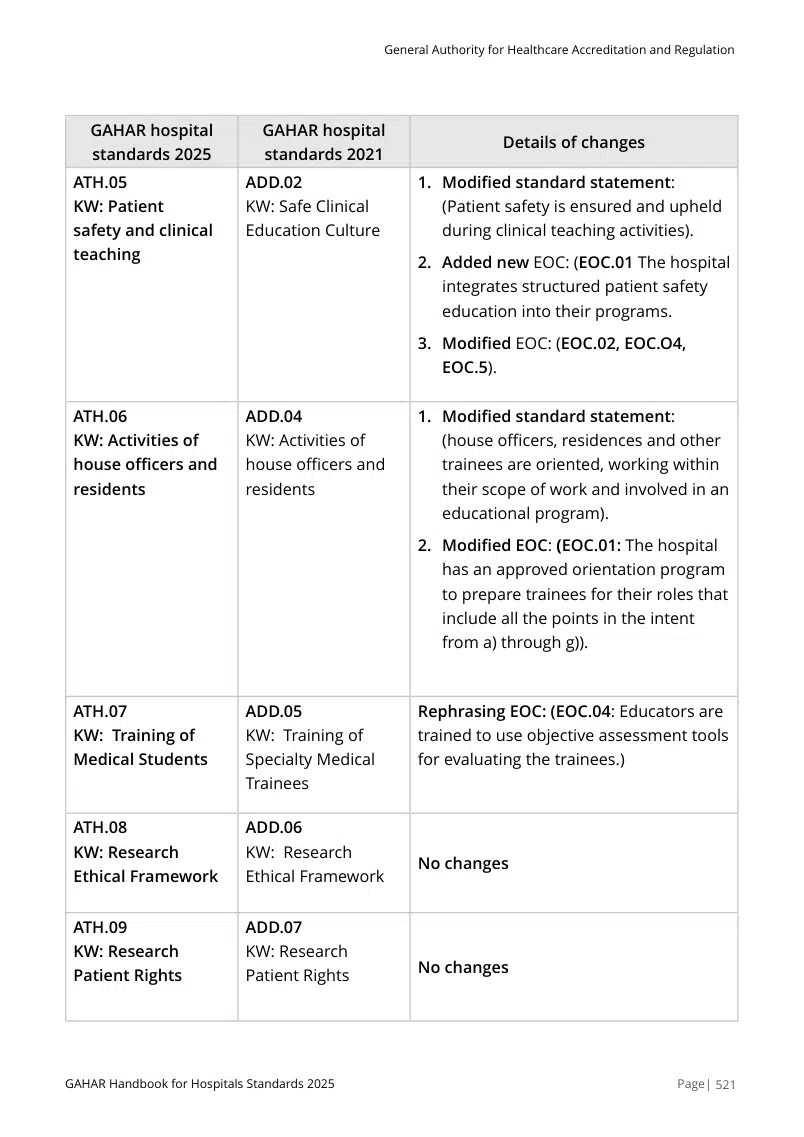 General Authority for Healthcare Accreditation and Regulation
GAHAR hospital
standards 2025
GAHAR hospital
standards 2021
Details of changes
ATH.05
KW: Patient
safety and clinical
teaching
ADD.02
KW: Safe Clinical
Education Culture
1. Modified standard statement:
(Patient safety is ensured and upheld
during clinical teaching activities).
2. Added new EOC: (EOC.01 The hospital
integrates structured patient safety
education into their programs.
3. Modified EOC: (EOC.02, EOC.O4,
EOC.5).
ATH.06
KW: Activities of
house officers and
residents
ADD.04
KW: Activities of
house officers and
residents
1. Modified standard statement:
(house officers, residences and other
trainees are oriented, working within
their scope of work and involved in an
educational program).
2. Modified EOC: (EOC.01: The hospital
has an approved orientation program
to prepare trainees for their roles that
include all the points in the intent
from a) through g)).
ATH.07
KW: Training of
Medical Students
ADD.05
KW: Training of
Specialty Medical
Trainees
Rephrasing EOC: (EOC.04: Educators are
trained to use objective assessment tools
for evaluating the trainees.)
ATH.08
KW: Research
Ethical Framework
ADD.06
KW: Research
Ethical Framework
No changes
ATH.09
KW: Research
Patient Rights
ADD.07
KW: Research
Patient Rights
No changes
GAHAR Handbook for Hospitals Standards 2025
Page| 521